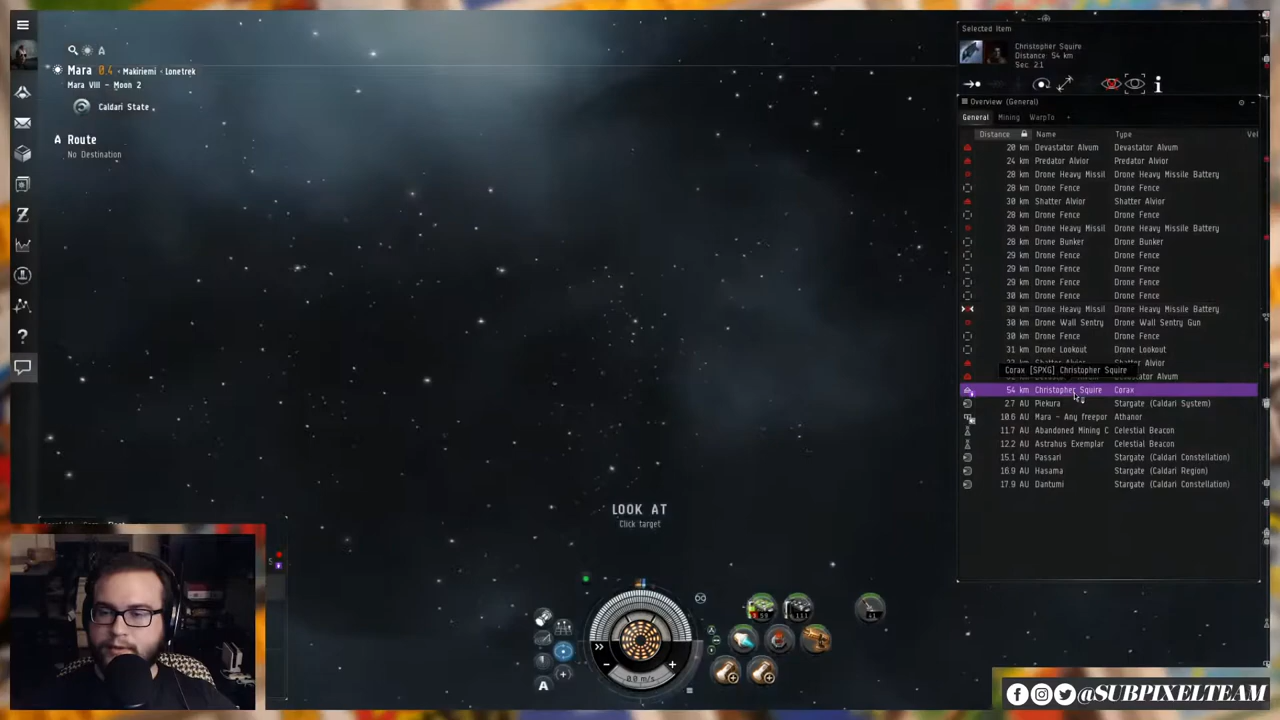 A
Mara 0.4 ‹ Makiriemi ‹ Lonetrek
Mara VIII - Moon 2
Caldari State
Route
No Destination
LOOK AT
Click target
0.0 m/s
A
Selected Item
Christopher Squire
Distance: 54 km
Sec. 2.1
Overview (General)
General Mining WarpTo +
Distance Name Type Vel
20 km Devastator Alvum Devastator Alvum
24 km Predator Alvior Predator Alvior
28 km Drone Heavy Missil Drone Heavy Missile Battery
28 km Drone Fence Drone Fence
30 km Shatter Alvior Shatter Alvior
28 km Drone Fence Drone Fence
28 km Drone Heavy Missil Drone Heavy Missile Battery
28 km Drone Bunker Drone Bunker
29 km Drone Fence Drone Fence
29 km Drone Fence Drone Fence
29 km Drone Fence Drone Fence
30 km Drone Fence Drone Fence
30 km Drone Heavy Missil Drone Heavy Missile Battery
30 km Drone Wall Sentry Drone Wall Sentry Gun
30 km Drone Fence Drone Fence
31 km Drone Lookout Drone Lookout
Corax [SPXG] Christopher Squire
54 km Christopher Squire Corax
2.7 AU Piekura Stargate (Caldari System)
10.6 AU Mara - Any freepor Athanor
11.7 AU Abandoned Mining C Celestial Beacon
12.2 AU Astrahus Exemplar Celestial Beacon
15.1 AU Passari Stargate (Caldari Constellation)
16.9 AU Hasama Stargate (Caldari Region)
17.9 AU Dantumi Stargate (Caldari Constellation)
@SUBPIXELTEAM